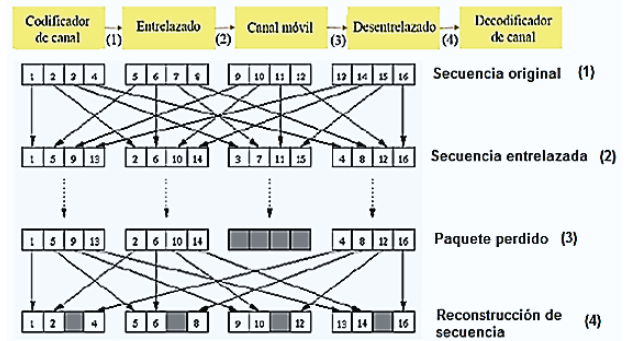 Codificador de canal (1) Entrelazado (2) Canal móvil (3) Desentrelazado (4) Decodificador de canal
1 2 3 4 5 6 7 8 9 10 11 12 13 14 15 16 Secuencia original (1)
1 5 9 13 2 6 10 14 3 7 11 15 4 8 12 16 Secuencia entrelazada (2)
1 5 9 13 2 6 10 14 4 8 12 16 Paquete perdido (3)
1 2 4 5 6 8 9 10 12 13 14 16 Reconstrucción de secuencia (4)